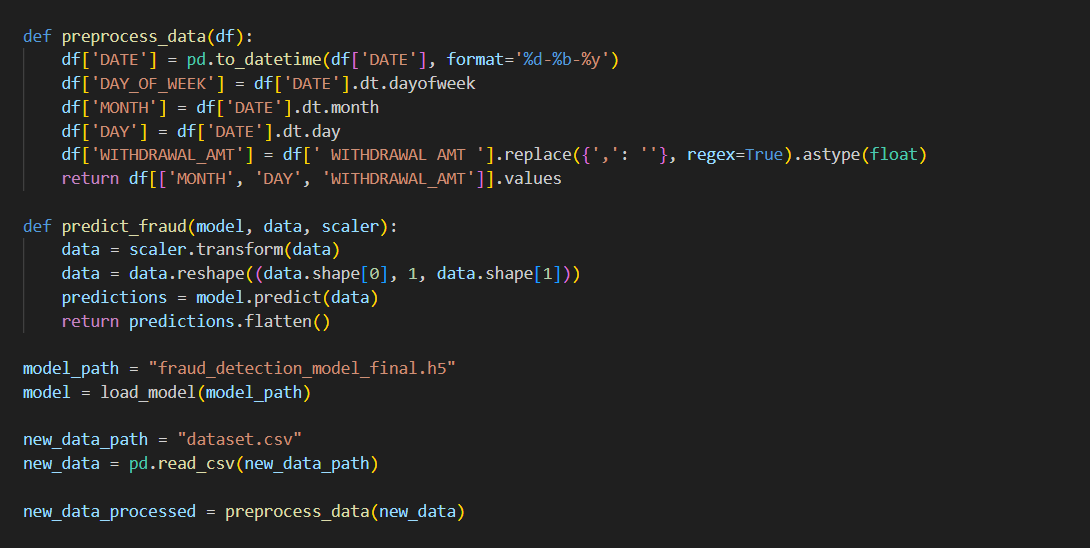 def preprocess_data(df):
    df['DATE'] = pd.to_datetime(df['DATE'], format='%d-%b-%y')
    df['DAY_OF_WEEK'] = df['DATE'].dt.dayofweek
    df['MONTH'] = df['DATE'].dt.month
    df['DAY'] = df['DATE'].dt.day
    df['WITHDRAWAL_AMT'] = df[' WITHDRAWAL AMT '].replace({',': ''}, regex=True).astype(float)
    return df[['MONTH', 'DAY', 'WITHDRAWAL_AMT']].values

def predict_fraud(model, data, scaler):
    data = scaler.transform(data)
    data = data.reshape((data.shape[0], 1, data.shape[1]))
    predictions = model.predict(data)
    return predictions.flatten()

model_path = "fraud_detection_model_final.h5"
model = load_model(model_path)

new_data_path = "dataset.csv"
new_data = pd.read_csv(new_data_path)

new_data_processed = preprocess_data(new_data)